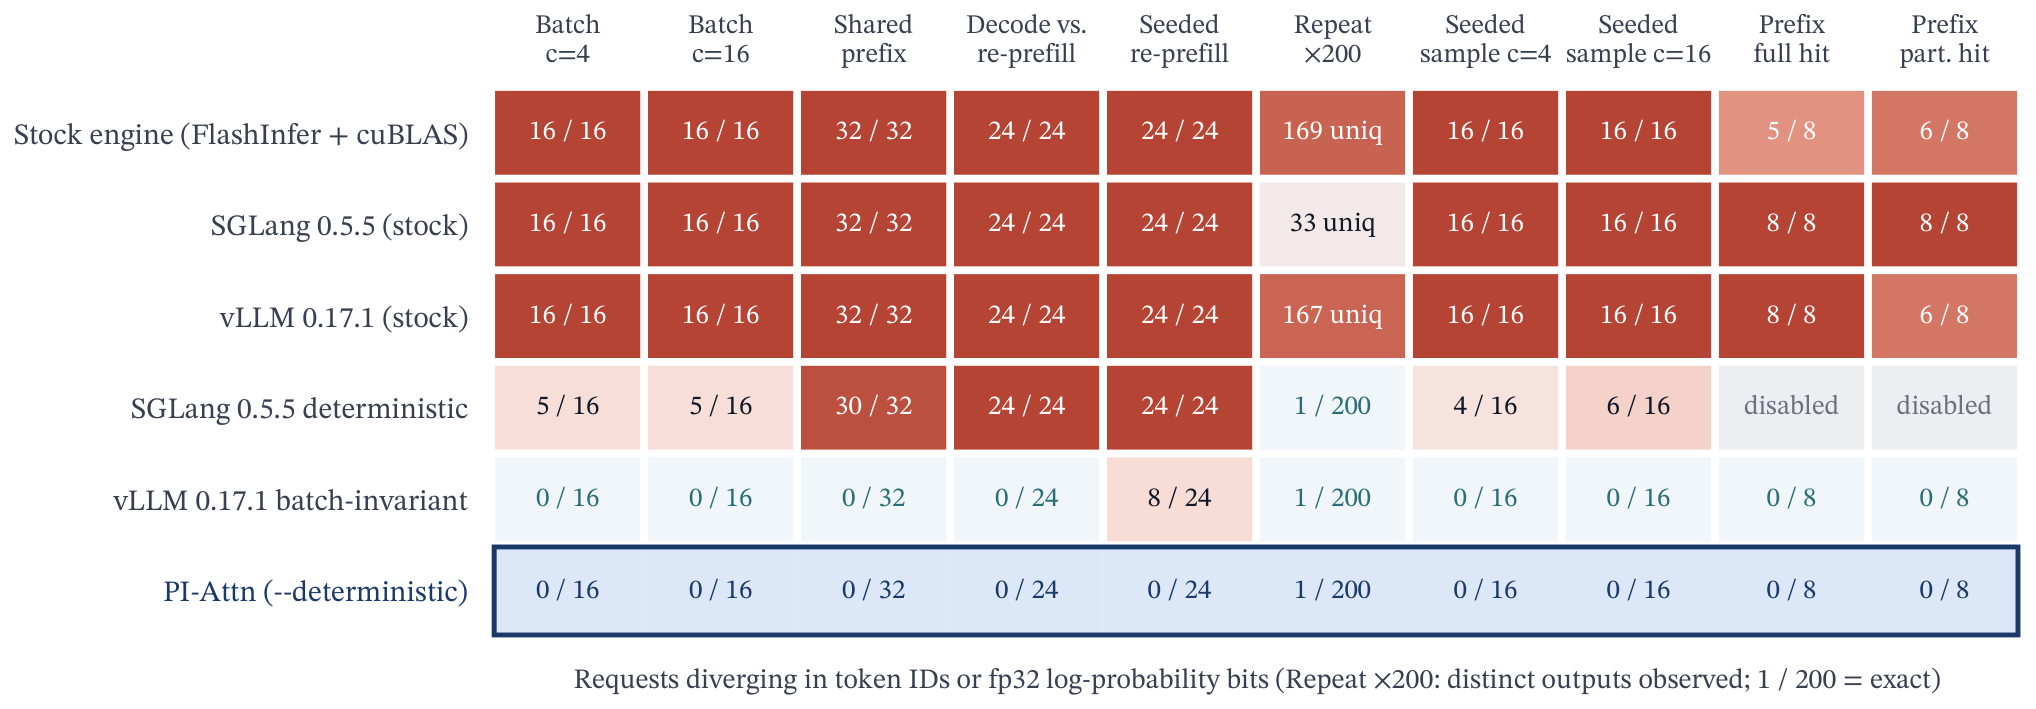 Batch Batch Shared Decode vs. Seeded Repeat Seeded Seeded Prefix Prefix
c=4 c=16 prefix re-prefill re-prefill ×200 sample c=4 sample c=16 full hit part. hit
Stock engine (FlashInfer + cuBLAS) 16 / 16 16 / 16 32 / 32 24 / 24 24 / 24 169 uniq 16 / 16 16 / 16 5 / 8 6 / 8
SGLang 0.5.5 (stock) 16 / 16 16 / 16 32 / 32 24 / 24 24 / 24 33 uniq 16 / 16 16 / 16 8 / 8 8 / 8
vLLM 0.17.1 (stock) 16 / 16 16 / 16 32 / 32 24 / 24 24 / 24 167 uniq 16 / 16 16 / 16 8 / 8 6 / 8
SGLang 0.5.5 deterministic 5 / 16 5 / 16 30 / 32 24 / 24 24 / 24 1 / 200 4 / 16 6 / 16 disabled disabled
vLLM 0.17.1 batch-invariant 0 / 16 0 / 16 0 / 32 0 / 24 8 / 24 1 / 200 0 / 16 0 / 16 0 / 8 0 / 8
PI-Attn (--deterministic) 0 / 16 0 / 16 0 / 32 0 / 24 0 / 24 1 / 200 0 / 16 0 / 16 0 / 8 0 / 8
Requests diverging in token IDs or fp32 log-probability bits (Repeat ×200: distinct outputs observed; 1 / 200 = exact)